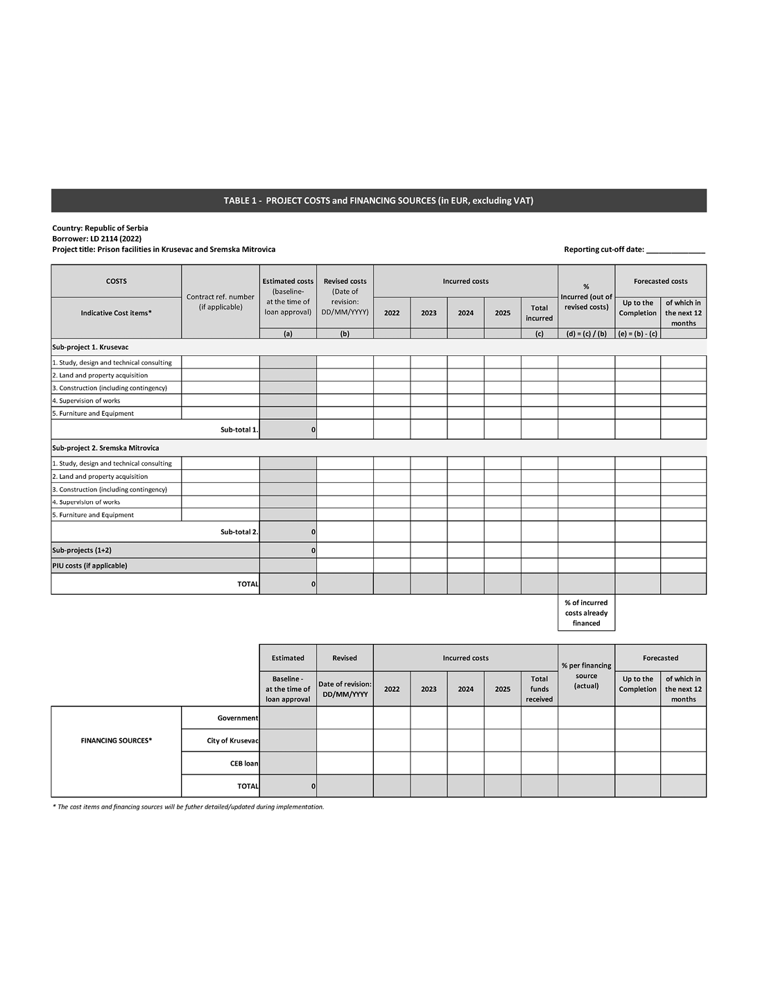 TABLE 1 - PROJECT COSTS and FINANCING SOURCES (in EUR, excluding VAT)
Country: Republic of Serbia
Borrower: LD 2114 (2022)
Project title: Prison facilities in Krusevac and Sremska Mitrovica
Reporting cut-off date: ______________
COSTS
Contract ref. number
(if applicable)
Estimated costs
(baseline-
at the time of
loan approval)
Revised costs
(Date of
revision:
DD/MM/YYYY)
Incurred costs
%
Incurred (out of
revised costs)
Forecasted costs
Indicative Cost items*
2022
2023
2024
2025
Total
incurred
Up to the
Completion
of which in
the next 12
months
(a)
(b)
(c)
(d) = (c) / (b)
(e) = (b) - (c)
Sub-project 1. Krusevac
1. Study, design and technical consulting
2. Land and property acquisition
3. Construction (including contingency)
4. Supervision of works
5. Furniture and Equipment
Sub-total 1. 0
Sub-project 2. Sremska Mitrovica
1. Study, design and technical consulting
2. Land and property acquisition
3. Construction (including contingency)
4. Supervision of works
5. Furniture and Equipment
Sub-total 2. 0
Sub-projects (1+2) 0
PIU costs (if applicable)
TOTAL 0
% of incurred
costs already
financed
Estimated
Revised
Incurred costs
% per financing
source
(actual)
Forecasted
Baseline -
at the time of
loan approval
Date of revision:
DD/MM/YYYY
2022
2023
2024
2025
Total
funds
received
Up to the
Completion
of which in
the next 12
months
FINANCING SOURCES*
Government
City of Krusevac
CEB loan
TOTAL 0
* The cost items and financing sources will be futher detailed/updated during implementation.